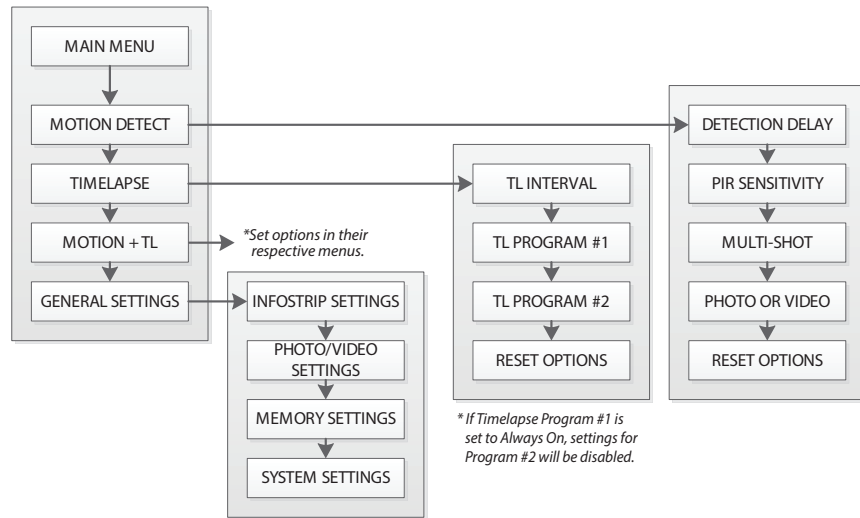 MAIN MENU
MOTION DETECT
TIMELAPSE
MOTION + TL
GENERAL SETTINGS
*Set options in their
respective menus.
INFOSTRIP SETTINGS
PHOTO/VIDEO
SETTINGS
MEMORY SETTINGS
SYSTEM SETTINGS
TL INTERVAL
TL PROGRAM #1
TL PROGRAM #2
RESET OPTIONS
* If Timelapse Program #1 is
set to Always On, settings for
Program #2 will be disabled.
DETECTION DELAY
PIR SENSITIVITY
MULTI-SHOT
PHOTO OR VIDEO
RESET OPTIONS